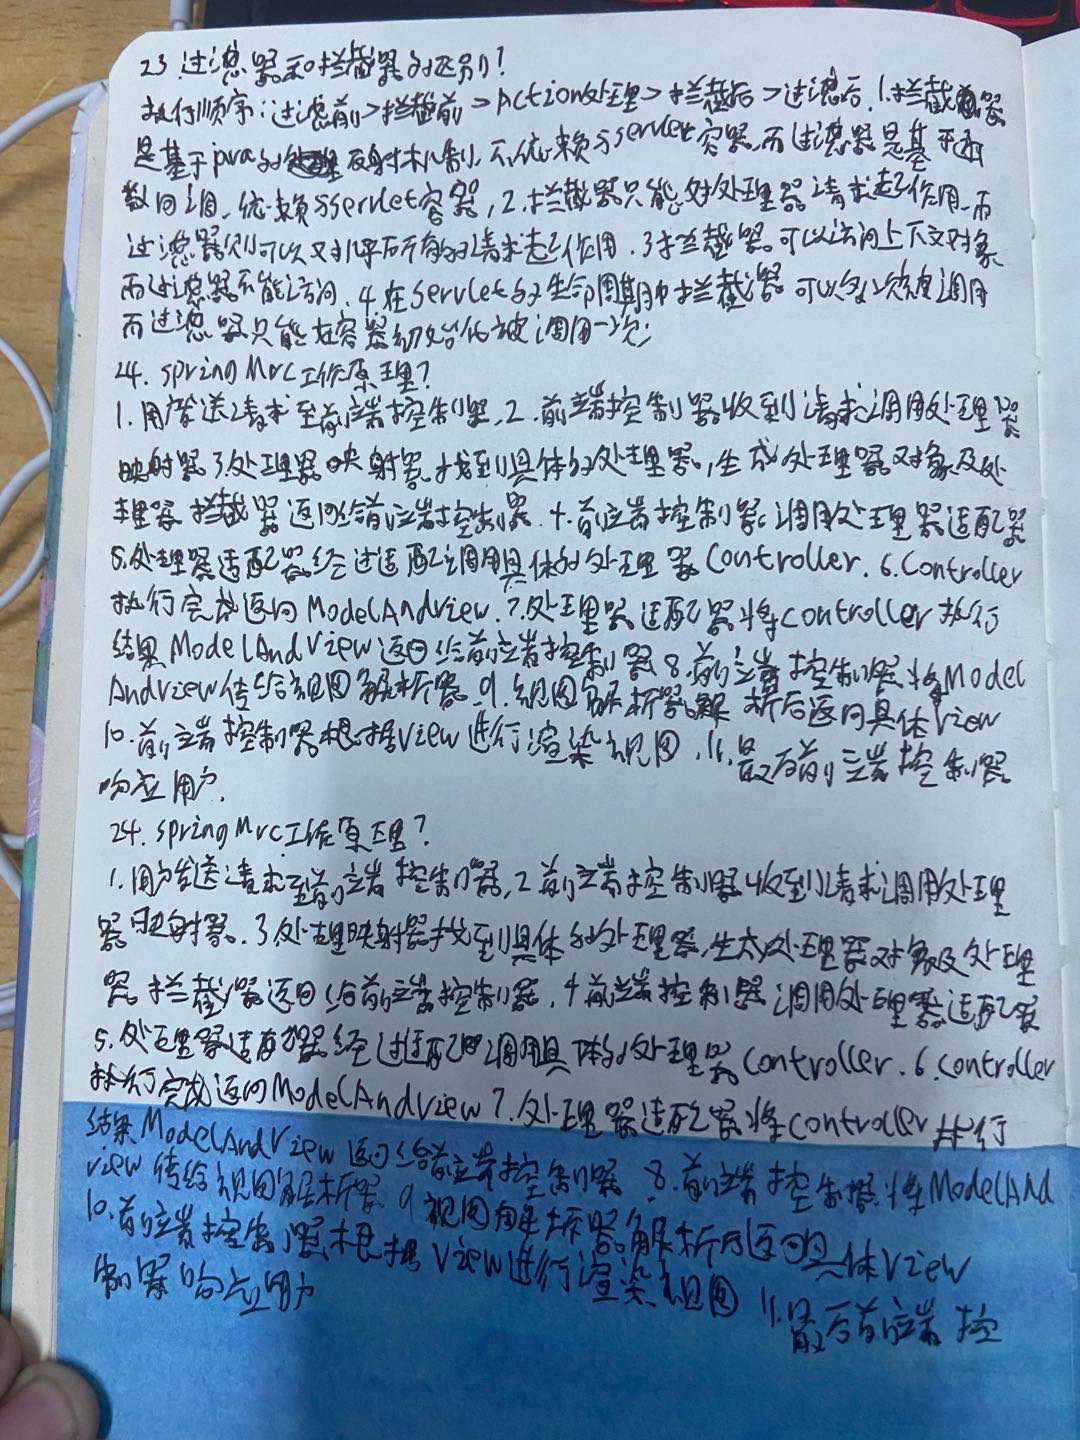 23 过滤器和拦截器的区别?
执行顺序:过滤前>拦截前>Action处理>拦截后>过滤后.1.拦截器
是基于java的反射机制,不依赖与servlet容器,而过滤器是基于函
数回调,依赖与servlet容器,2.拦截器只能对处理器请求起作用,而
过滤器则可以对几乎所有的请求起作用.3拦截器可以访问上下文对象
而过滤器不能访问.4.在servlet的生命周期中拦截器可以多次被调用
而过滤器只能在容器初始化被调用一次;
24. spring Mvc工作原理?
1.用户发送请求至前端控制器,2.前端控制器收到请求调用处理器
映射器3处理器映射器找到具体的处理器,生成处理器对象及处
理器拦截器返回给前端控制器.4.前端控制器调用处理器适配器
5.处理器适配器经过适配调用具体的处理器Controller.6.Controller
执行完成返回ModelAndView.7.处理器适配器将controller执行
结果ModelAndView返回给前端控制器8.前端控制器将Model
AndView传给视图解析器9.视图解析器解析后返回具体View
10.前端控制器根据View进行渲染视图.11.最后前端控制器
响应用户.
24. spring Mvc工作原理?
1.用户发送请求至前端控制器,2前端控制器收到请求调用处理
器映射器.3处理映射器找到具体的处理器,生成处理器对象及处理
器拦截器返回给前端控制器.4前端控制器调用处理器适配器
5.处理器适配器经过适配调用具体的处理器Controller.6.Controller
执行完成返回ModelAndView 7.处理器适配器将controller执行
结果ModelAndView返回给前端控制器 8.前端控制器将ModelAnd
View传给视图解析器 9视图解析器解析后返回具体View
10.前端控制器根据View进行渲染视图 11.最后前端控
制器响应用户